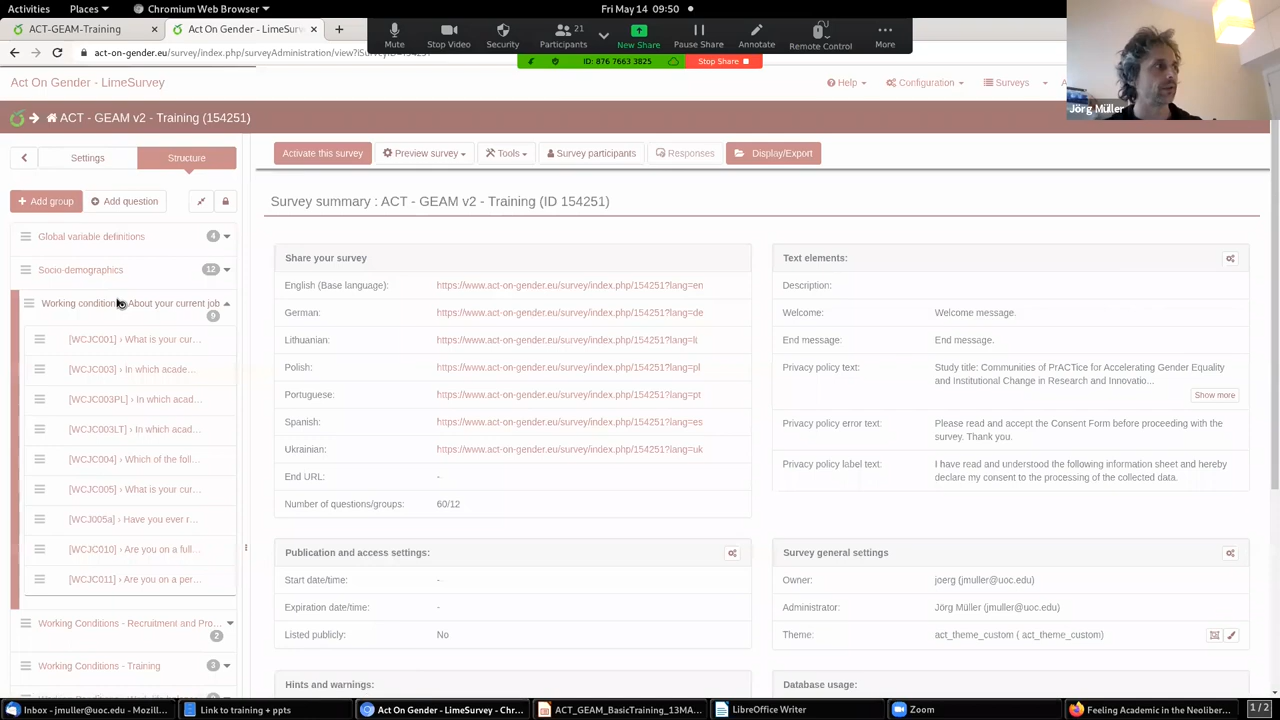 Activities Places Chromium Web Browser Fri May 14 09:50
ACT-GEAM-Training × On Gender - LimeSurv ×
act-on-gender.eu/survey/index.php/surveyAdministration/view?iSurvey
Mute Stop Video Security Participants 21 New Share Pause Share Annotate Remote Control More
ID: 876 7663 3825 Stop Share
Jörg Müller
Act On Gender - LimeSurvey Help Configuration Surveys
ACT - GEAM v2 - Training (154251)
Settings Structure
Activate this survey Preview survey Tools Survey participants Responses Display/Export
Add group Add question
Global variable definitions 4
Socio-demographics 12
Working conditions About your current job 9
[WCJC001] › What is your cur...
[WCJC003] › In which acade...
[WCJC003PL] › In which acad...
[WCJC003LT] › In which acad...
[WCJC004] › Which of the foll...
[WCJC005] › What is your cur...
[WCJ005a] › Have you ever r...
[WCJC010] › Are you on a full...
[WCJC011] › Are you on a per...
Working Conditions - Recruitment and Pro... 2
Working Conditions - Training 3
Survey summary : ACT - GEAM v2 - Training (ID 154251)
Share your survey
English (Base language): https://www.act-on-gender.eu/survey/index.php/154251?lang=en
German: https://www.act-on-gender.eu/survey/index.php/154251?lang=de
Lithuanian: https://www.act-on-gender.eu/survey/index.php/154251?lang=lt
Polish: https://www.act-on-gender.eu/survey/index.php/154251?lang=pl
Portuguese: https://www.act-on-gender.eu/survey/index.php/154251?lang=pt
Spanish: https://www.act-on-gender.eu/survey/index.php/154251?lang=es
Ukrainian: https://www.act-on-gender.eu/survey/index.php/154251?lang=uk
End URL: -
Number of questions/groups: 60/12
Text elements:
Description:
Welcome: Welcome message.
End message: End message.
Privacy policy text: Study title: Communities of PrACTice for Accelerating Gender Equality
and Institutional Change in Research and Innovatio...
Show more
Privacy policy error text: Please read and accept the Consent Form before proceeding with the
survey. Thank you.
Privacy policy label text: I have read and understood the following information sheet and hereby
declare my consent to the processing of the collected data.
Publication and access settings:
Start date/time: -
Expiration date/time: -
Listed publicly: No
Survey general settings
Owner: joerg (jmuller@uoc.edu)
Administrator: Jörg Müller (jmuller@uoc.edu)
Theme: act_theme_custom ( act_theme_custom)
Hints and warnings:
Database usage:
Inbox - jmuller@uoc.edu - Mozill... Link to training + ppts Act On Gender - LimeSurvey - Chr... ACT_GEAM_BasicTraining_13MA... LibreOffice Writer Zoom Feeling Academic in the Neoliber... 1 / 2